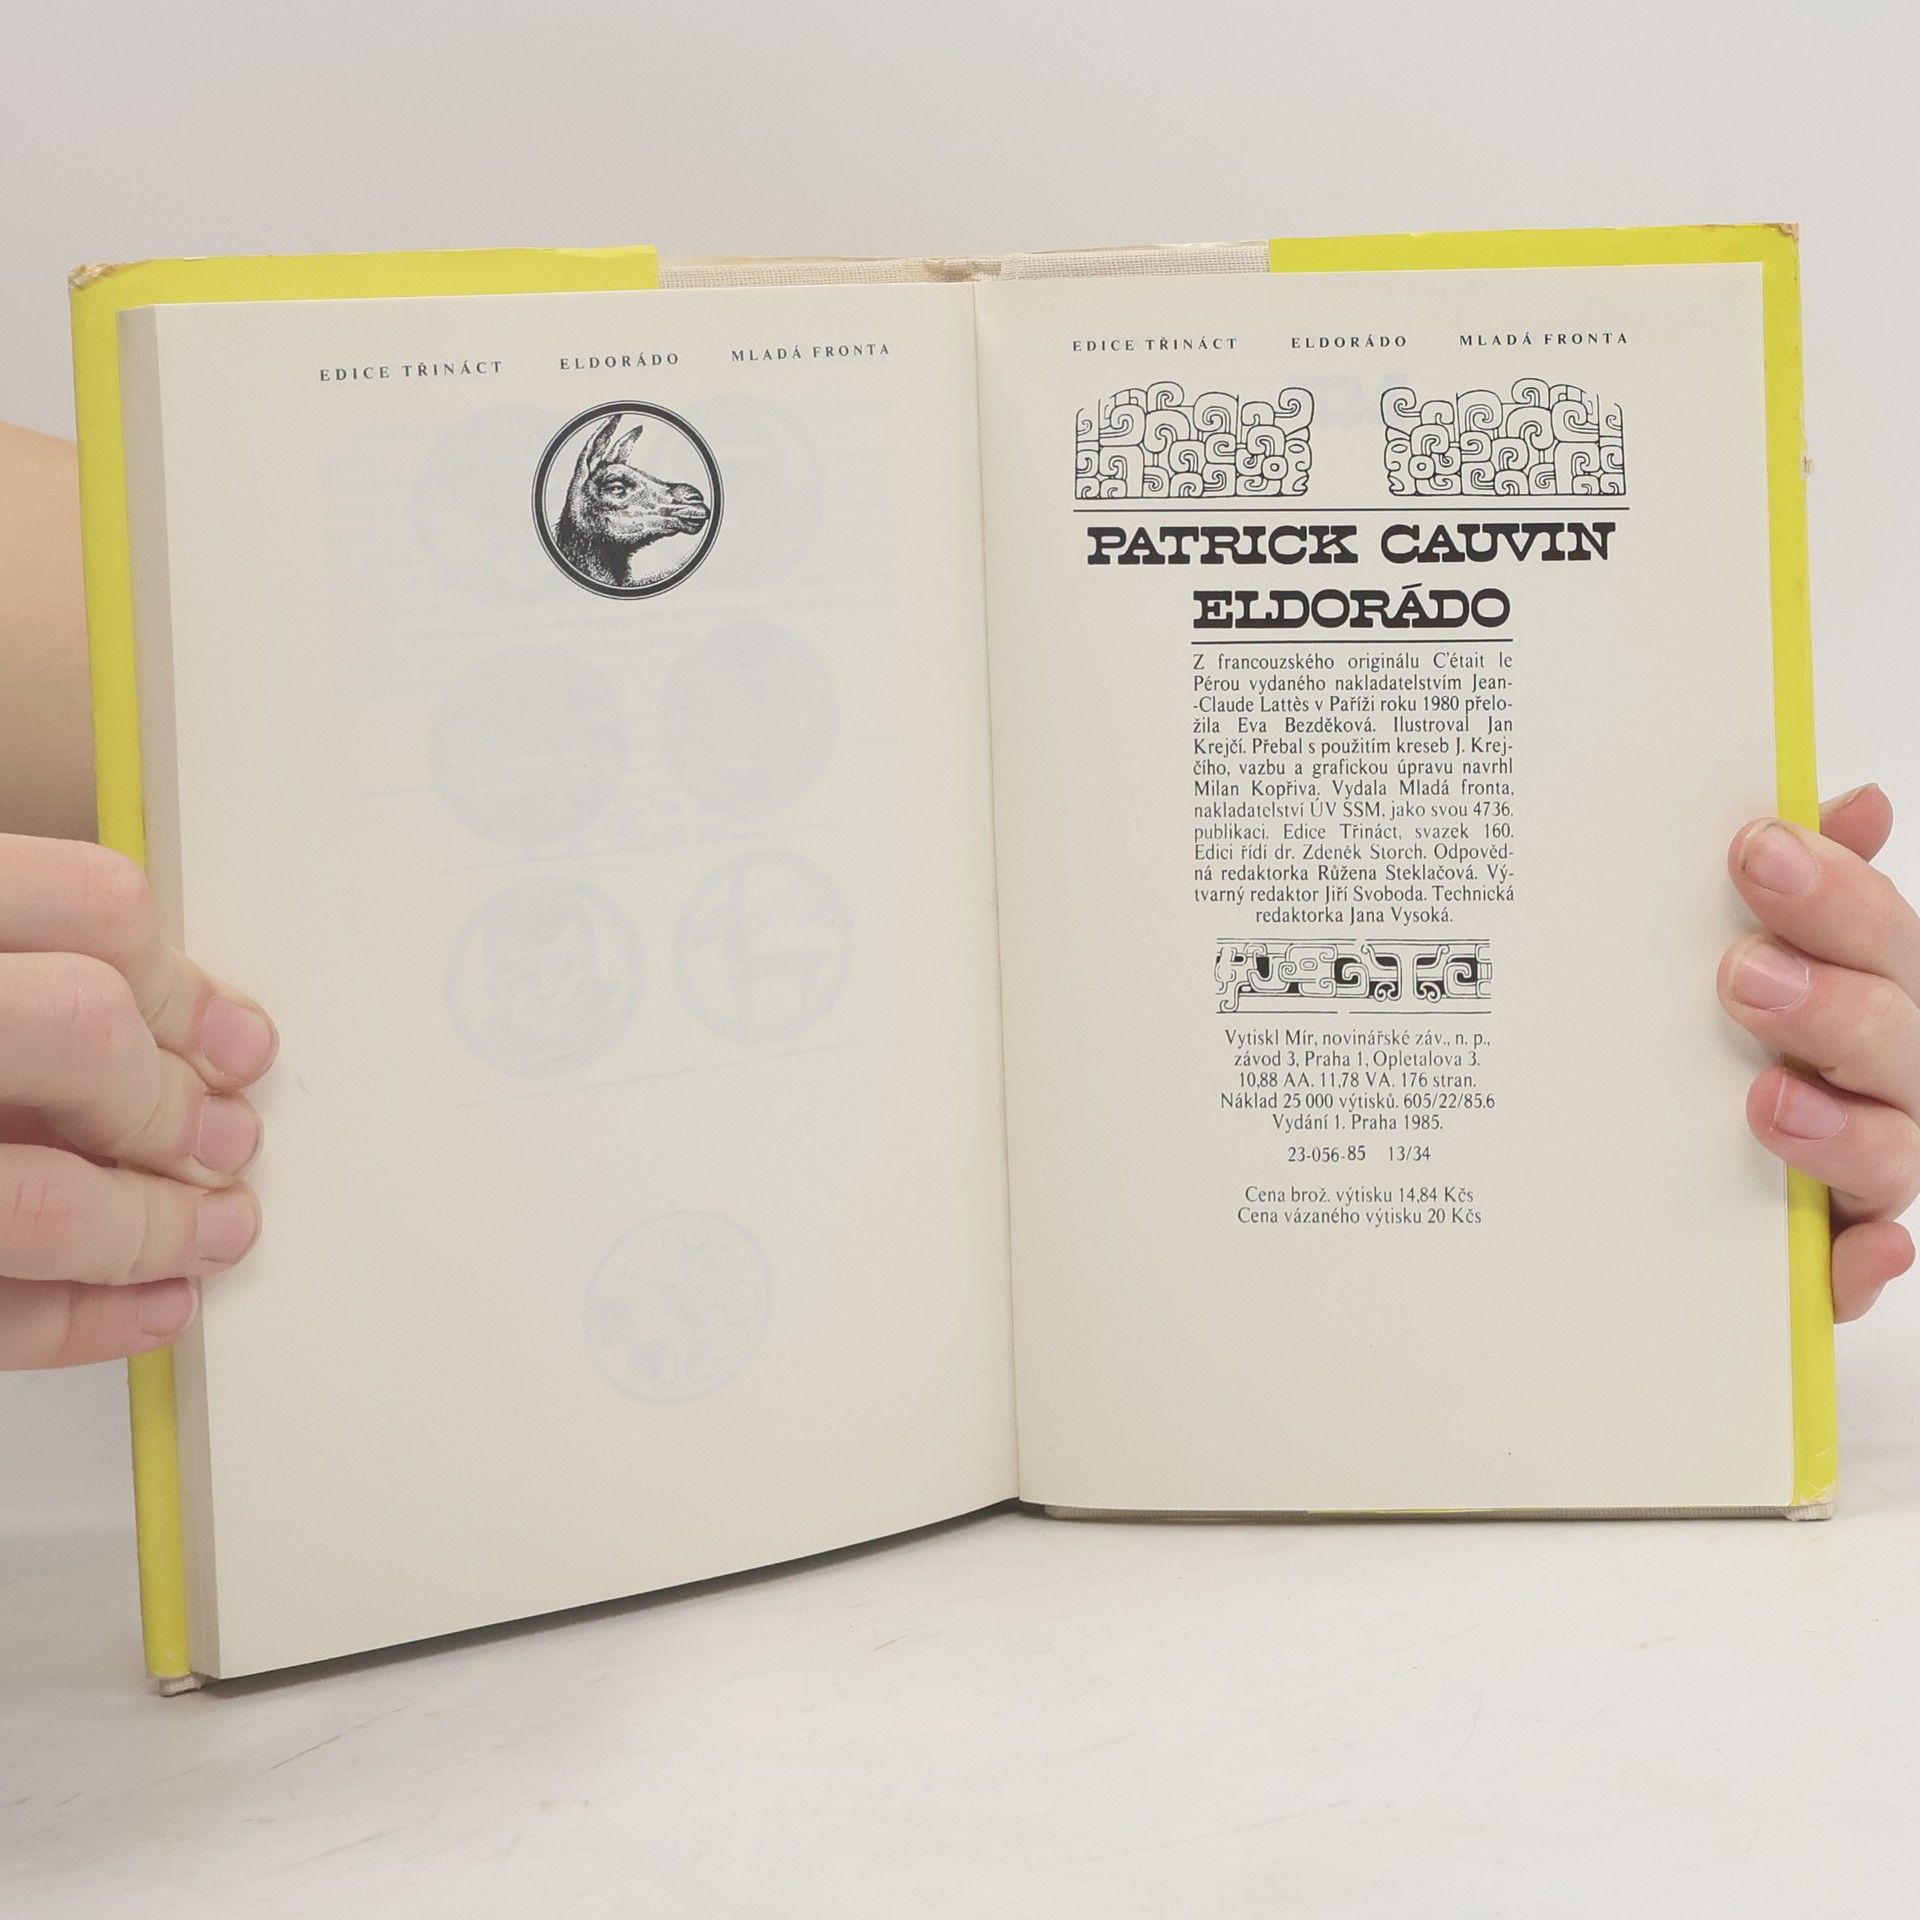 EDICE TŘINÁCT ELDORÁDO MLADÁ FRONTA
EDICE TŘINÁCT ELDORÁDO MLADÁ FRONTA
PATRICK CAUVIN
ELDORÁDO
Z francouzského originálu C'était le
Pérou vydaného nakladatelstvím Jean-
-Claude Lattès v Paříži roku 1980 přelo-
žila Eva Bezděková. Ilustroval Jan
Krejčí. Přebal s použitím kreseb J. Krej-
čího, vazbu a grafickou úpravu navrhl
Milan Kopřiva. Vydala Mladá fronta,
nakladatelství ÚV SSM, jako svou 4736.
publikaci. Edice Třináct, svazek 160.
Edici řídí dr. Zdeněk Storch. Odpověd-
ná redaktorka Růžena Steklačová. Vý-
tvarný redaktor Jiří Svoboda. Technická
redaktorka Jana Vysoká.
Vytiskl Mír, novinářské záv., n. p.,
závod 3, Praha 1, Opletalova 3.
10,88 AA. 11,78 VA. 176 stran.
Náklad 25 000 výtisků. 605/22/85.6
Vydání 1. Praha 1985.
23-056-85 13/34
Cena brož. výtisku 14,84 Kčs
Cena vázaného výtisku 20 Kčs